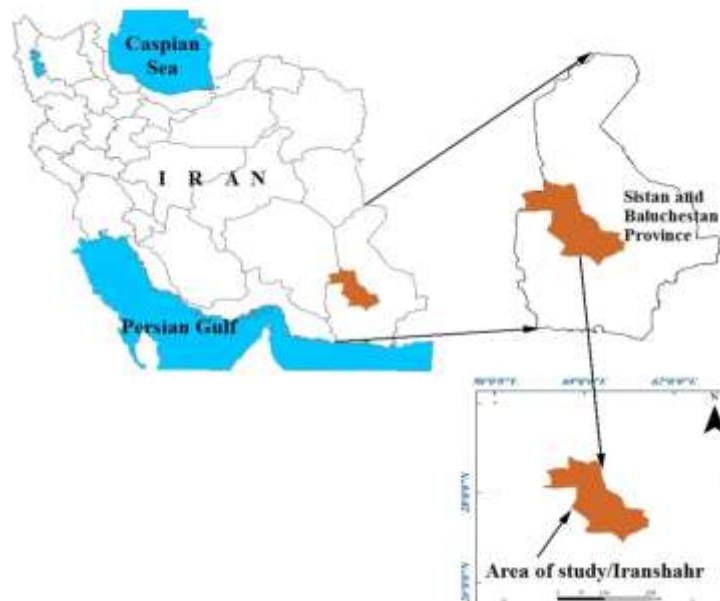 Caspian
Sea
I R A N
Sistan and
Baluchestan
Province
Persian Gulf
N
Area of study/Iranshahr